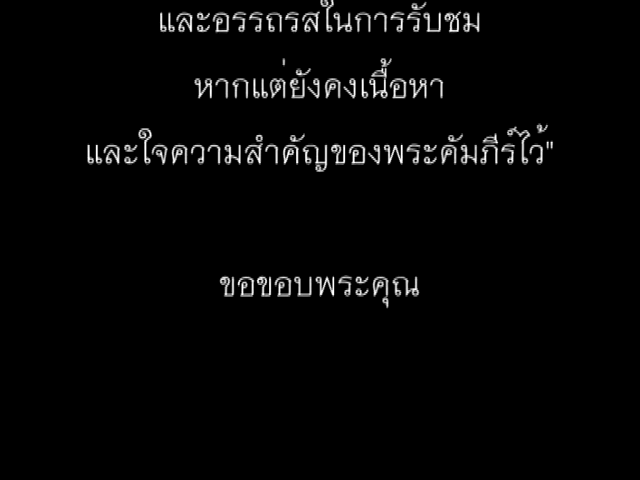 และอรรถรสในการรับชม
หากแต่ยังคงเนื้อหา
และใจความสำคัญของพระคัมภีร์ไว้"
ขอขอบพระคุณ